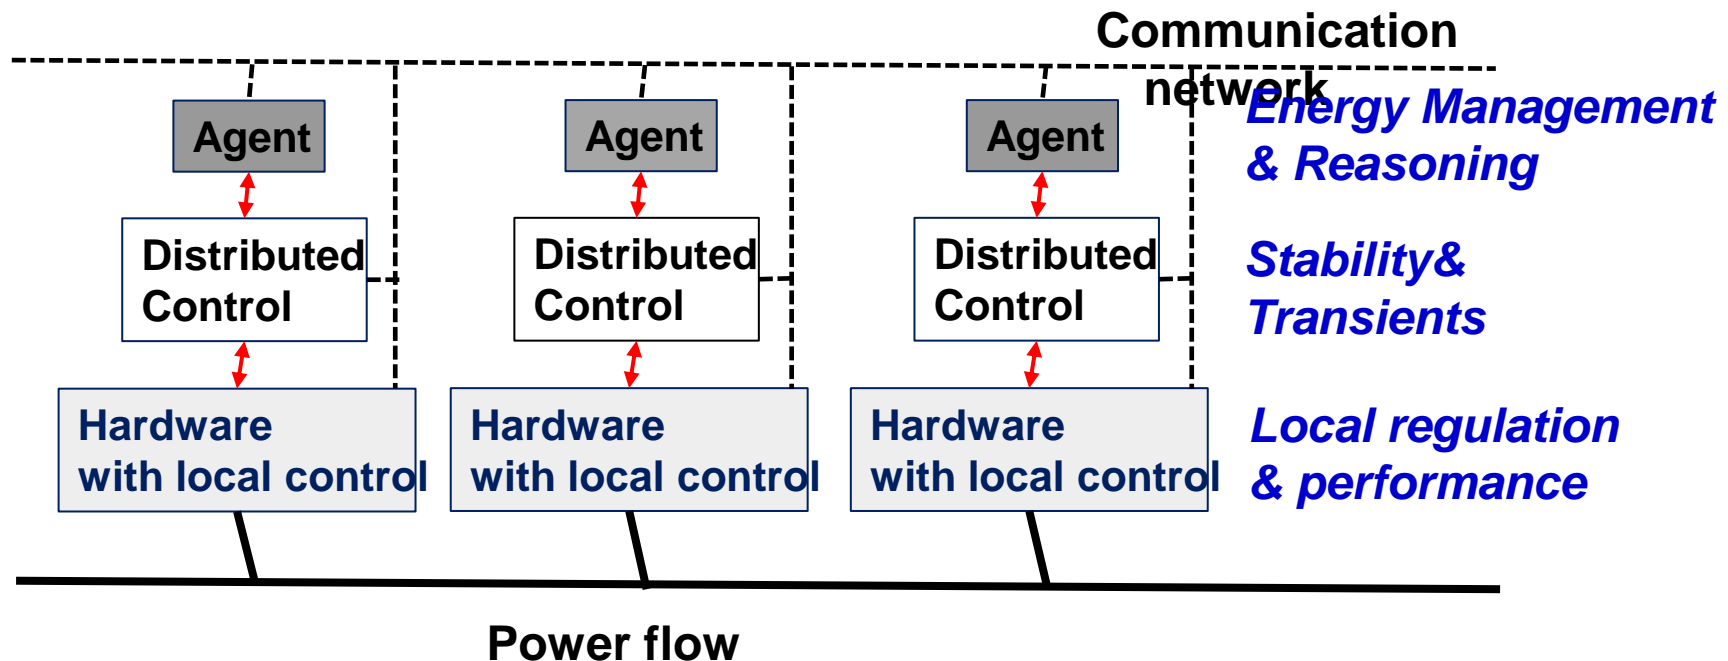 Communication
network
Energy Management
& Reasoning
Agent
Agent
Agent
Distributed
Control
Distributed
Control
Distributed
Control
Stability&
Transients
Hardware
with local control
Hardware
with local control
Hardware
with local control
Local regulation
& performance
Power flow